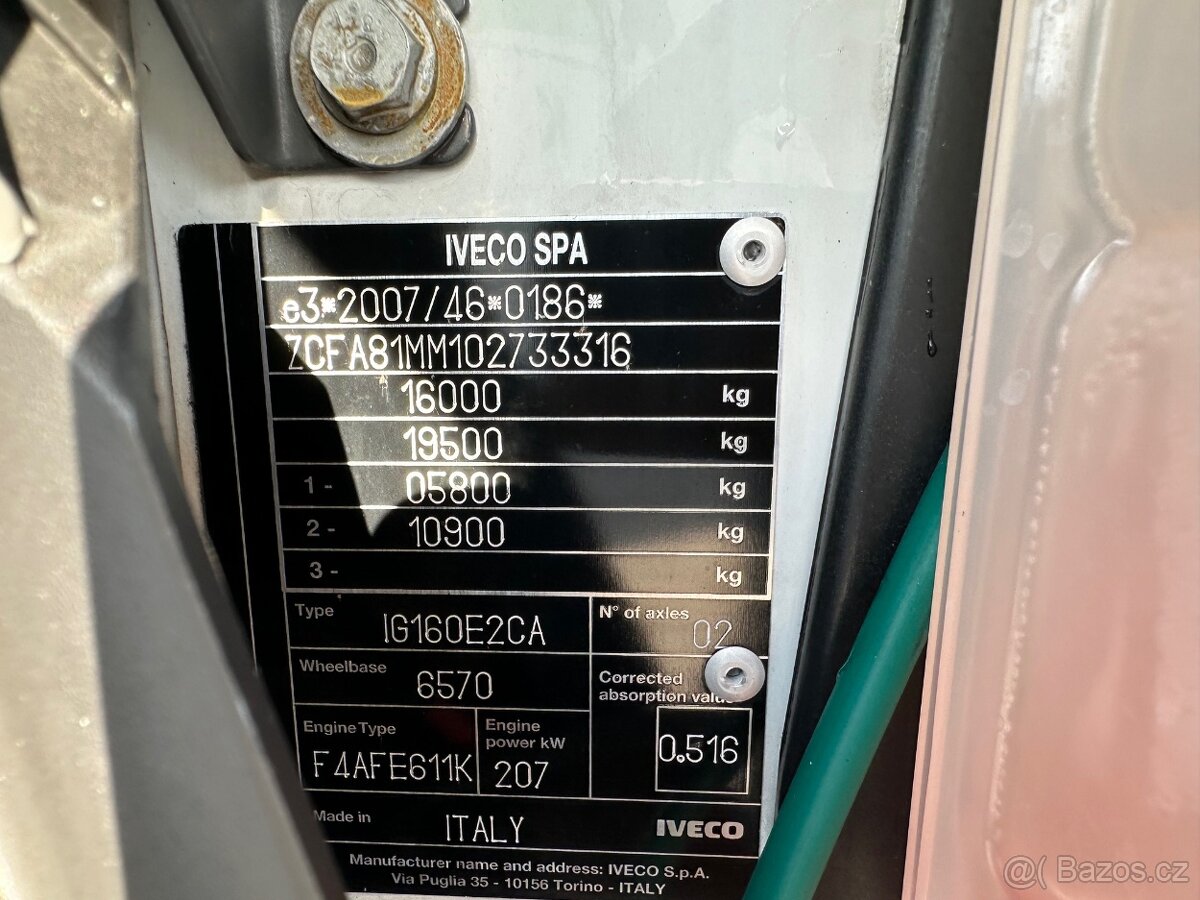 IVECO SPA
e3*2007/46*0186*
ZCFA81MM102733316
16000 kg
19500 kg
1- 05800 kg
2- 10900 kg
3- kg
Type IG160E2CA
N° of axles 02
Wheelbase 6570
Corrected
absorption value
0.516
Engine Type F4AFE611K
Engine
power kW
207
Made in ITALY IVECO
Manufacturer name and address: IVECO S.p.A.
Via Puglia 35 - 10156 Torino - ITALY
@( Bazos.cz